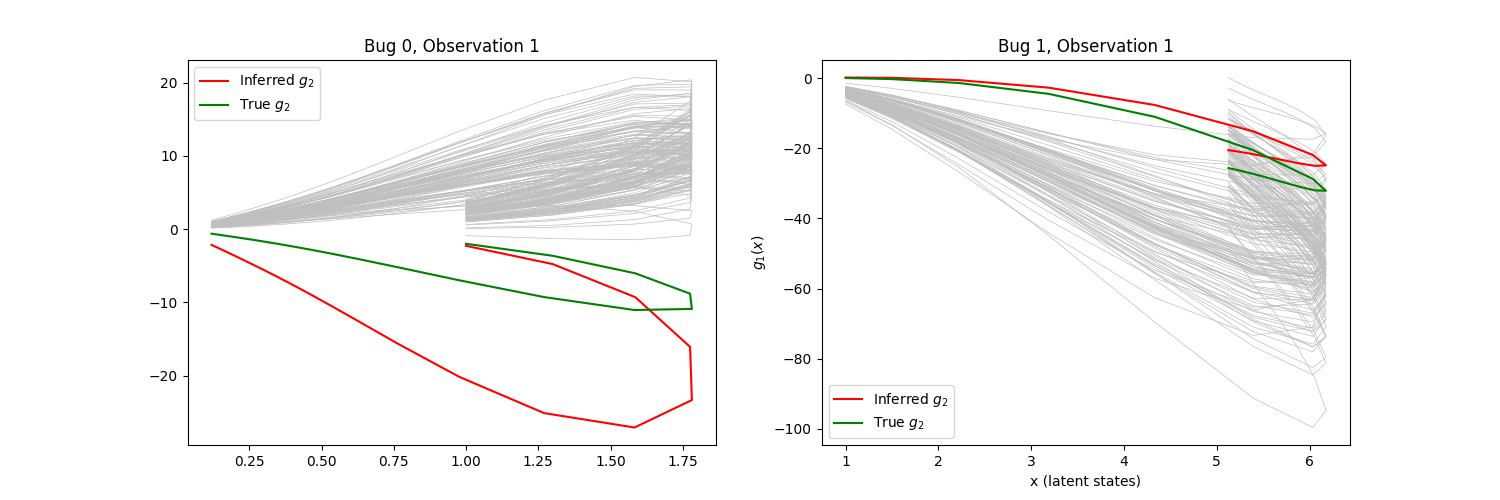 Bug 0, Observation 1
Inferred g₂
True g₂
20
10
0
−10
−20
0.25 0.50 0.75 1.00 1.25 1.50 1.75
Bug 1, Observation 1
0
−20
−40
−60
−80
−100
g₁(x)
Inferred g₂
True g₂
1 2 3 4 5 6
x (latent states)